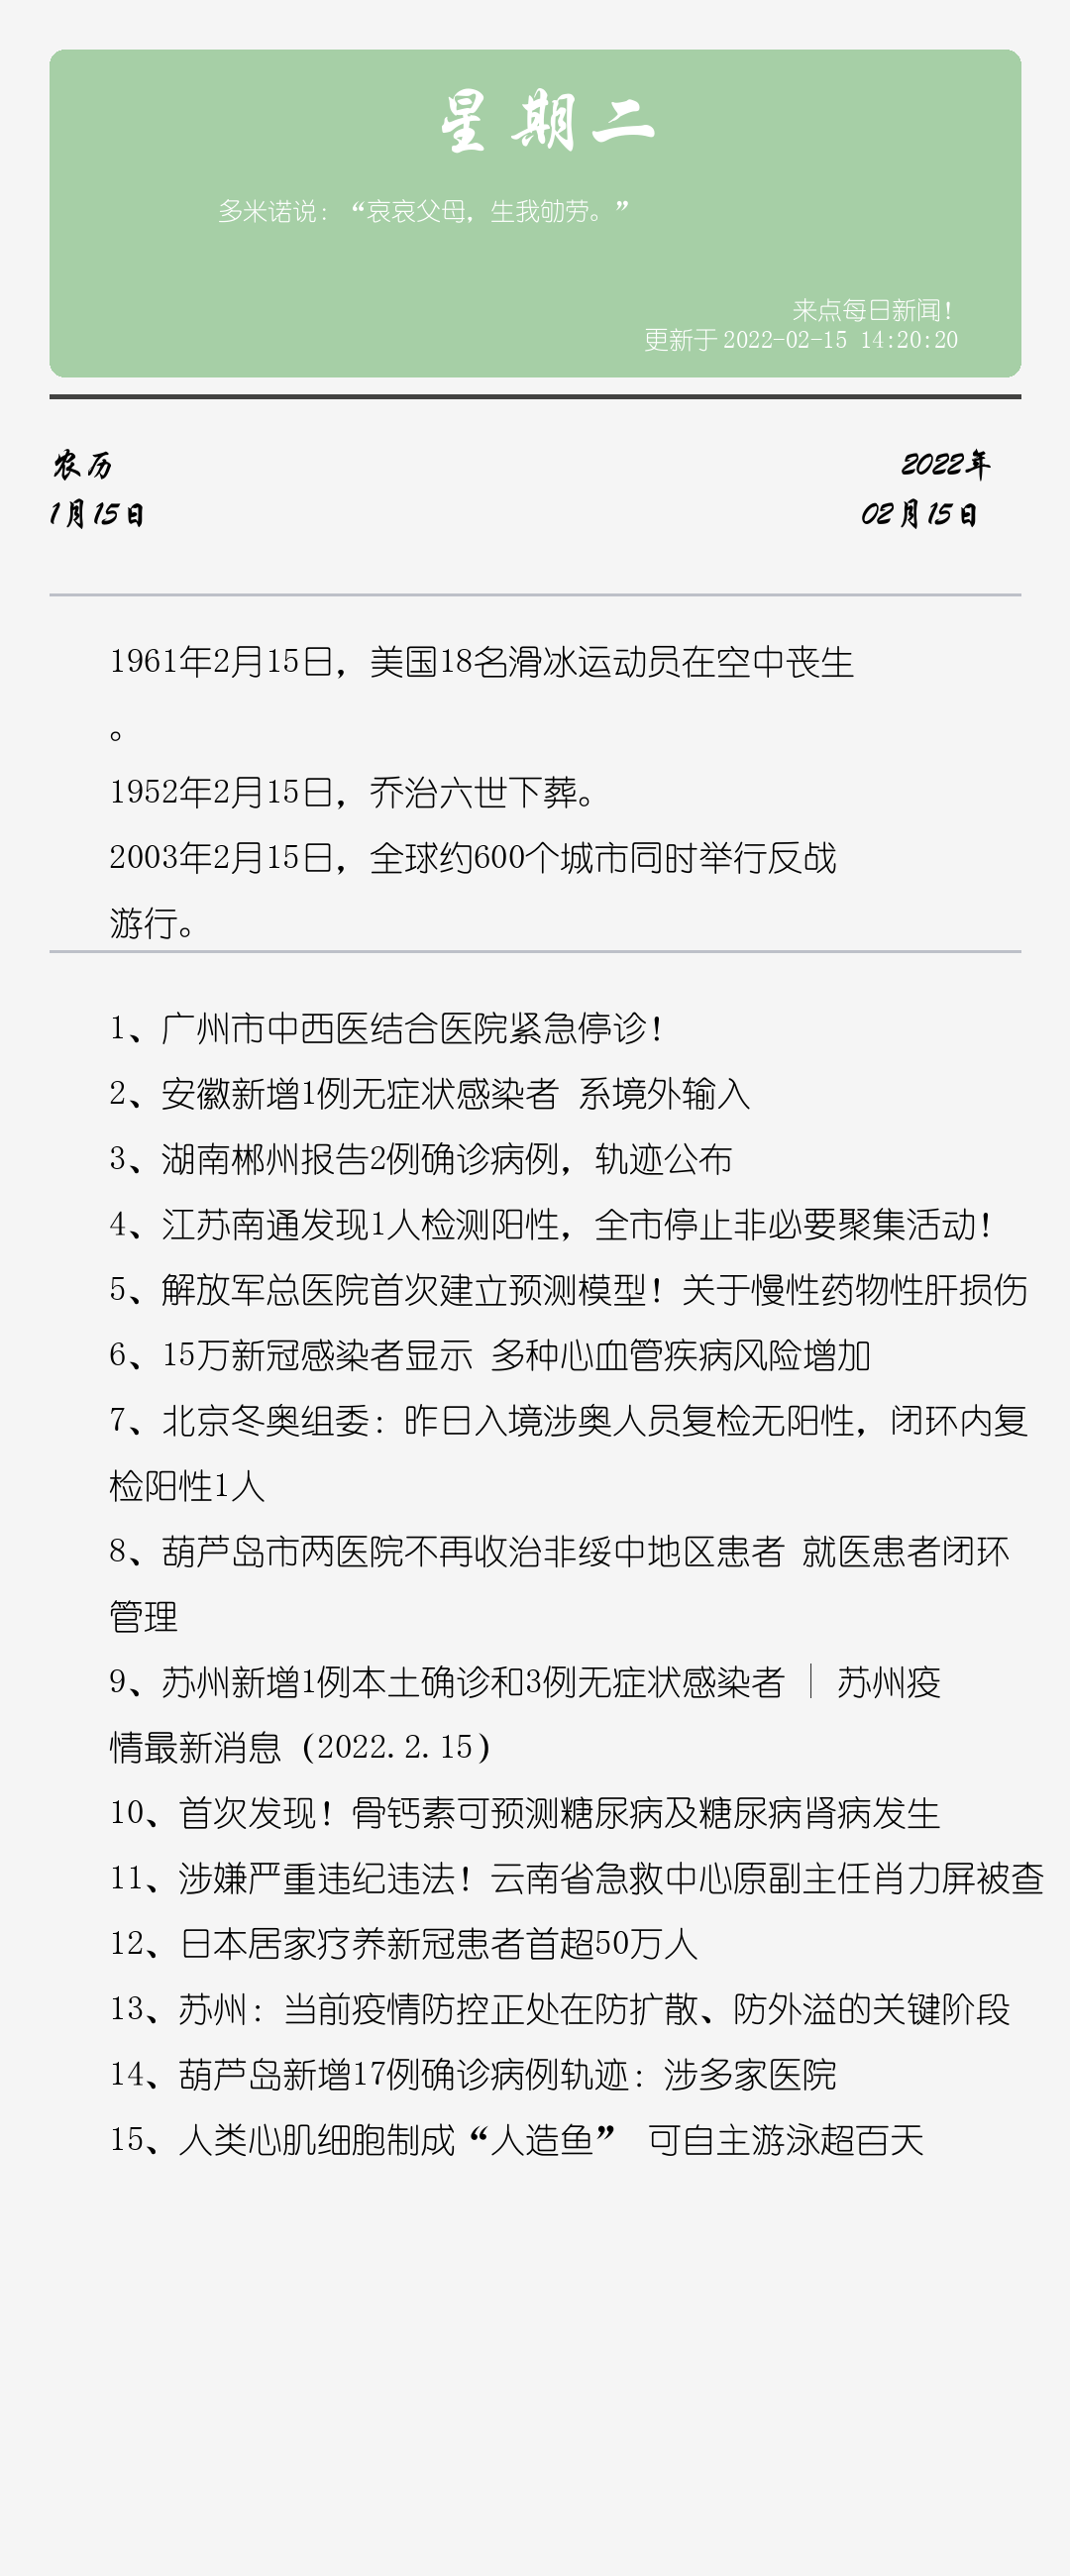 星期二
多米诺说：“哀哀父母，生我劬劳。”
来点每日新闻！
更新于 2022-02-15 14:20:20
农历
2022年
1月15日
02月15日
1961年2月15日，美国18名滑冰运动员在空中丧生
。
1952年2月15日，乔治六世下葬。
2003年2月15日，全球约600个城市同时举行反战
游行。
1、广州市中西医结合医院紧急停诊！
2、安徽新增1例无症状感染者 系境外输入
3、湖南郴州报告2例确诊病例，轨迹公布
4、江苏南通发现1人检测阳性，全市停止非必要聚集活动！
5、解放军总医院首次建立预测模型！关于慢性药物性肝损伤
6、15万新冠感染者显示 多种心血管疾病风险增加
7、北京冬奥组委：昨日入境涉奥人员复检无阳性，闭环内复
检阳性1人
8、葫芦岛市两医院不再收治非绥中地区患者 就医患者闭环
管理
9、苏州新增1例本土确诊和3例无症状感染者 | 苏州疫
情最新消息（2022.2.15）
10、首次发现！骨钙素可预测糖尿病及糖尿病肾病发生
11、涉嫌严重违纪违法！云南省急救中心原副主任肖力屏被查
12、日本居家疗养新冠患者首超50万人
13、苏州：当前疫情防控正处在防扩散、防外溢的关键阶段
14、葫芦岛新增17例确诊病例轨迹：涉多家医院
15、人类心肌细胞制成“人造鱼” 可自主游泳超百天